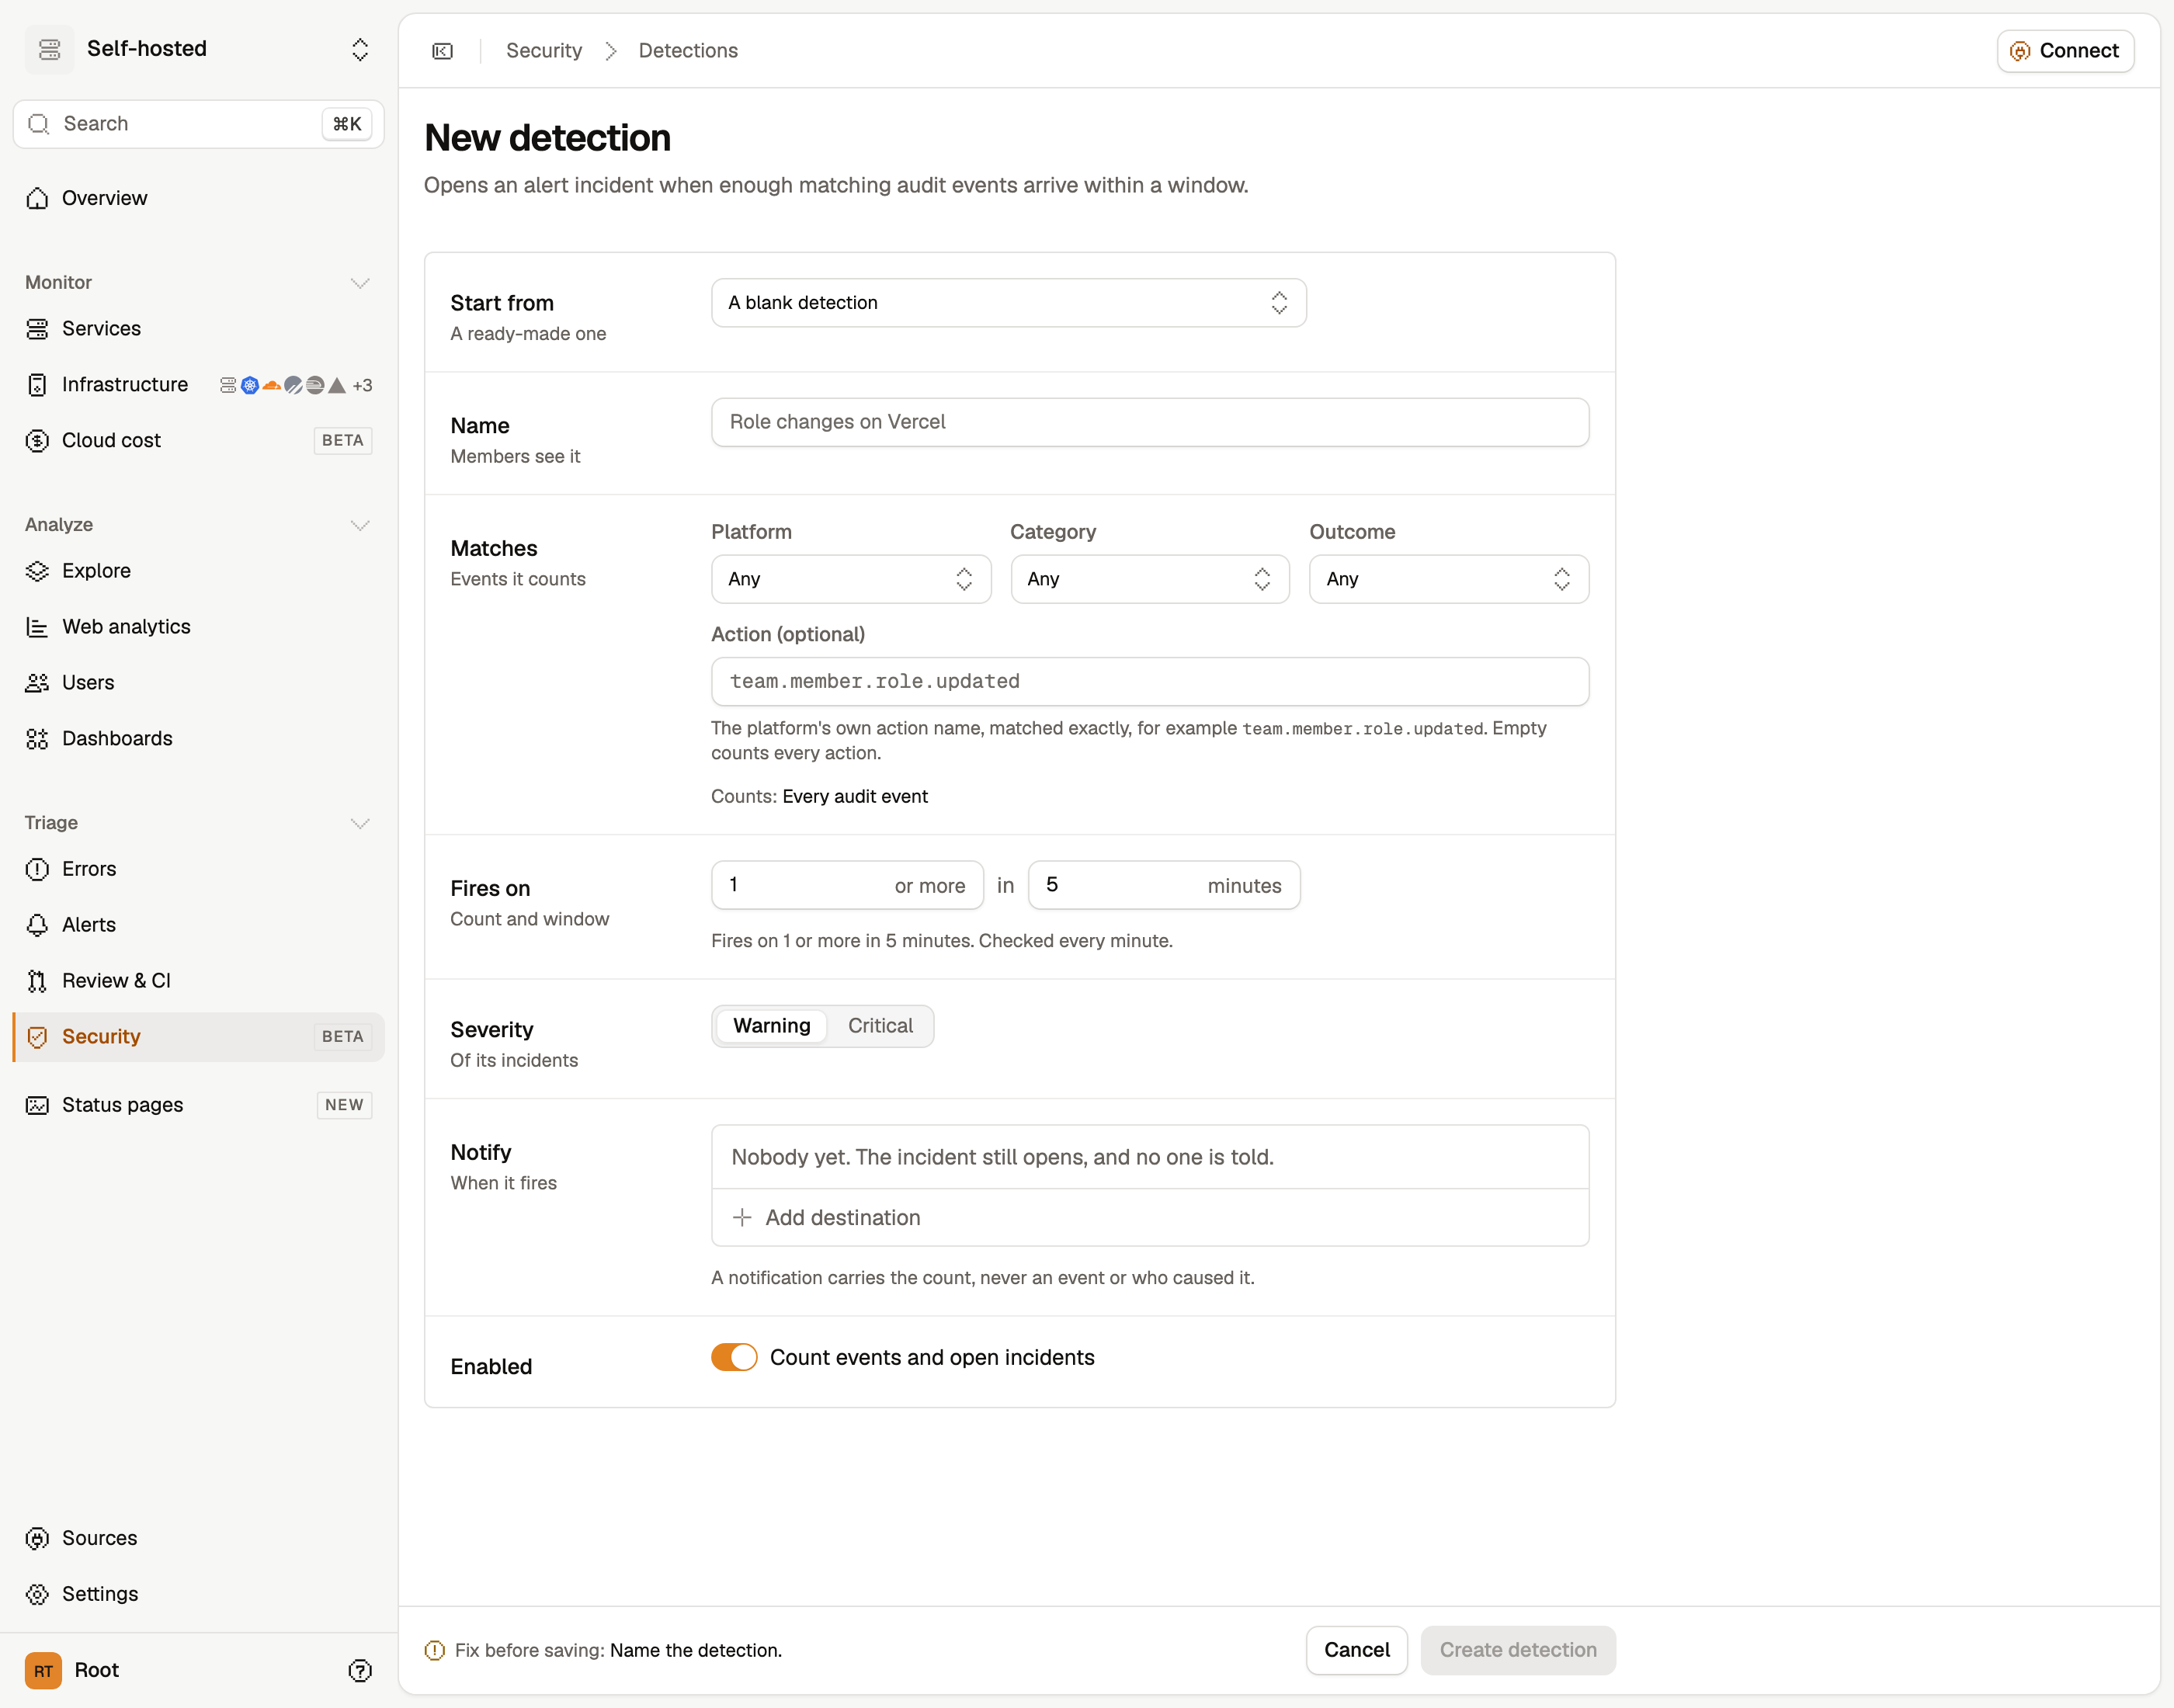 Self-hosted
Search
⌘K
Overview
Monitor
Services
Infrastructure
+3
Cloud cost
BETA
Analyze
Explore
Web analytics
Users
Dashboards
Triage
Errors
Alerts
Review & CI
Security
BETA
Status pages
NEW
Sources
Settings
RT
Root
Security
Detections
Connect
New detection
Opens an alert incident when enough matching audit events arrive within a window.
Start from
A ready-made one
A blank detection
Name
Members see it
Role changes on Vercel
Matches
Events it counts
Platform
Category
Outcome
Any
Any
Any
Action (optional)
team.member.role.updated
The platform's own action name, matched exactly, for example team.member.role.updated. Empty
counts every action.
Counts: Every audit event
Fires on
Count and window
1 or more in 5 minutes
Fires on 1 or more in 5 minutes. Checked every minute.
Severity
Of its incidents
Warning
Critical
Notify
When it fires
Nobody yet. The incident still opens, and no one is told.
Add destination
A notification carries the count, never an event or who caused it.
Enabled
Count events and open incidents
Fix before saving: Name the detection.
Cancel
Create detection